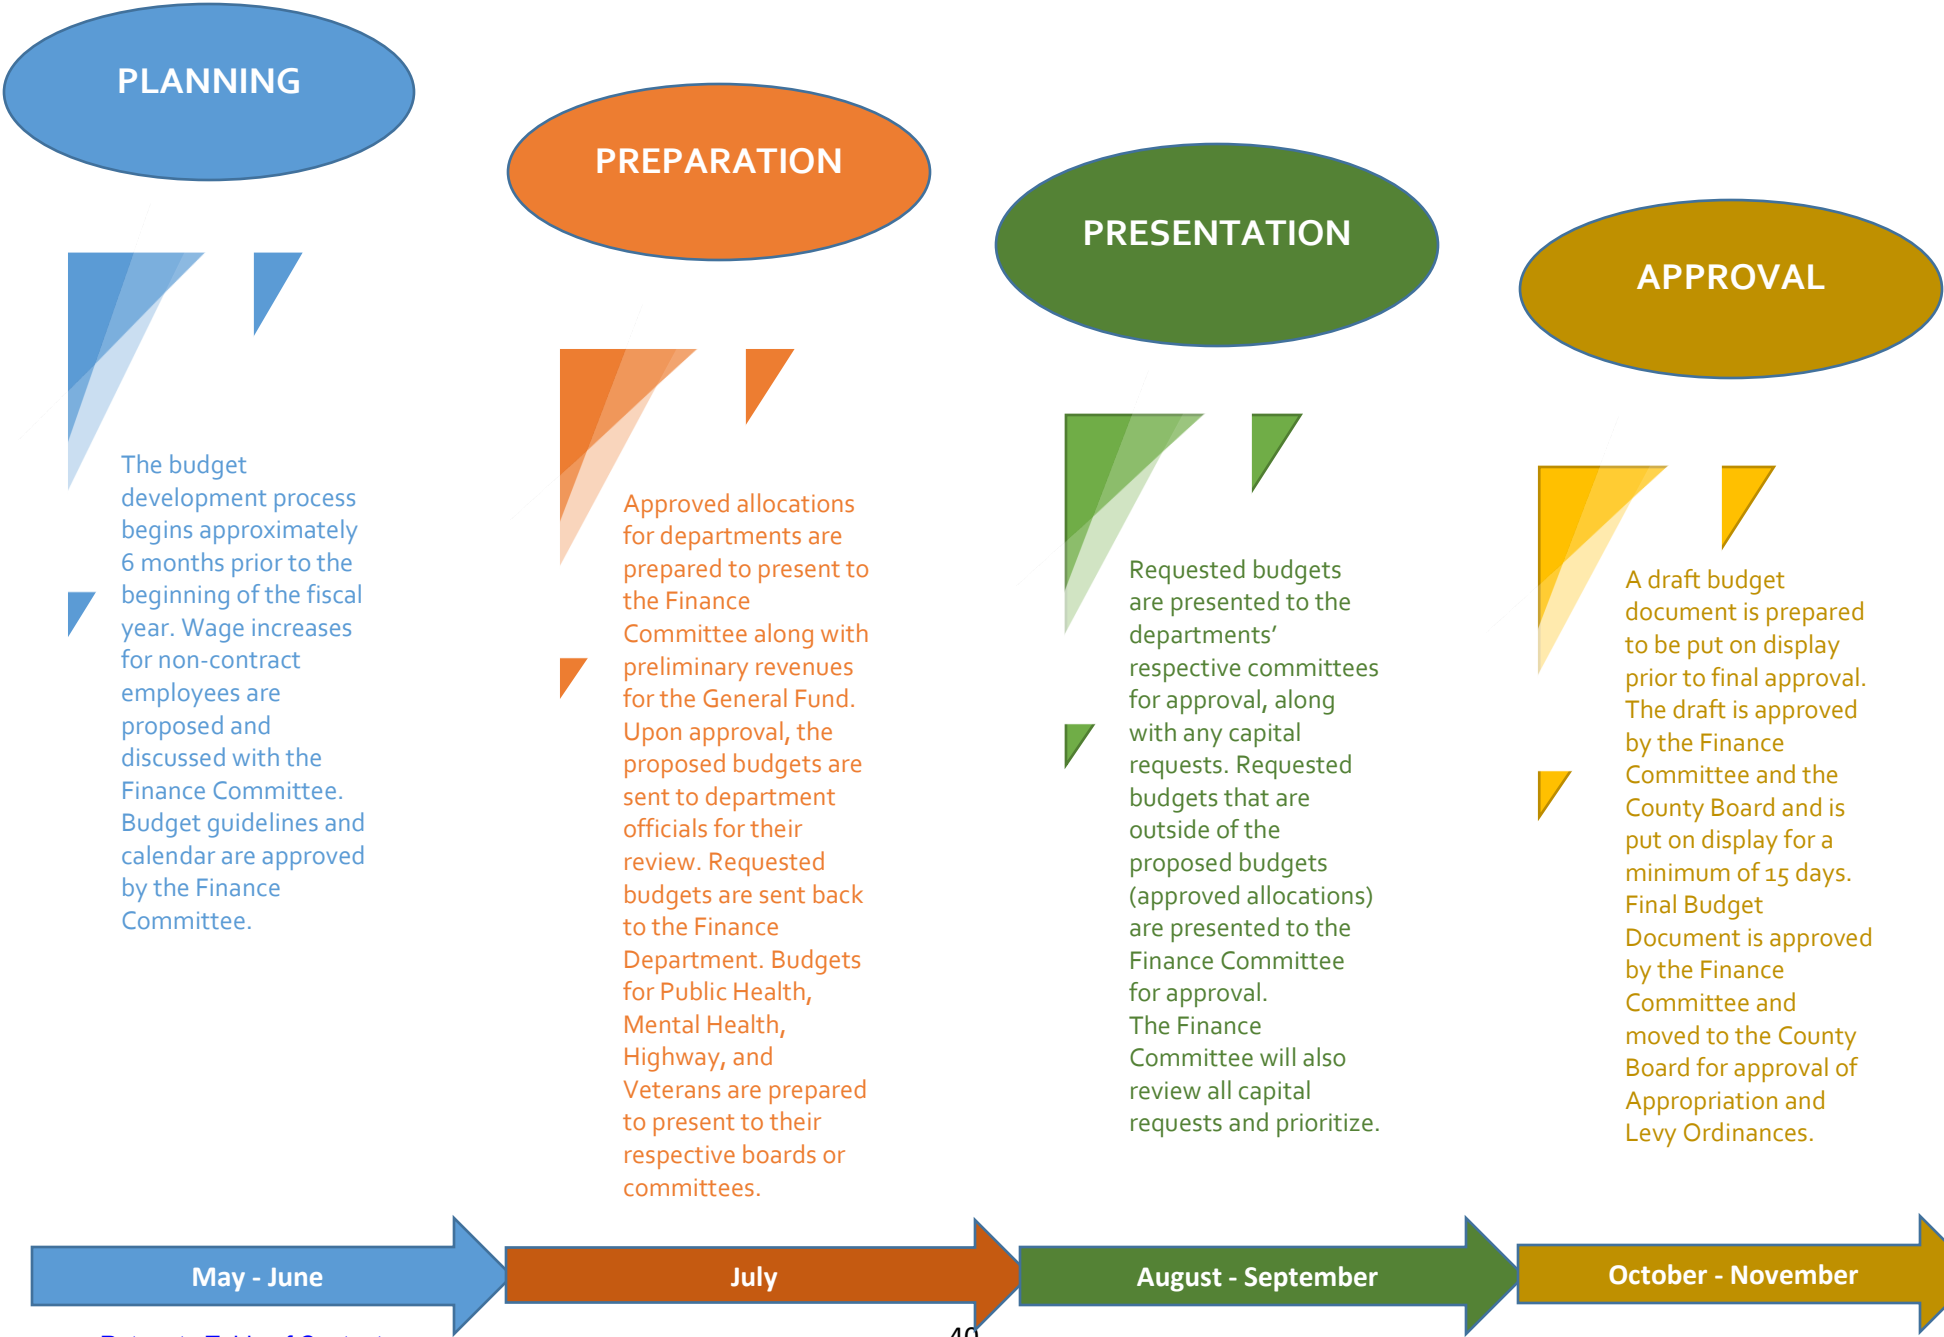 PLANNING
The budget
development process
begins approximately
6 months prior to the
beginning of the fiscal
year. Wage increases
for non-contract
employees are
proposed and
discussed with the
Finance Committee.
Budget guidelines and
calendar are approved
by the Finance
Committee.
May - June
PREPARATION
Approved allocations
for departments are
prepared to present to
the Finance
Committee along with
preliminary revenues
for the General Fund.
Upon approval, the
proposed budgets are
sent to department
officials for their
review. Requested
budgets are sent back
to the Finance
Department. Budgets
for Public Health,
Mental Health,
Highway, and
Veterans are prepared
to present to their
respective boards or
committees.
July
PRESENTATION
Requested budgets
are presented to the
departments’
respective committees
for approval, along
with any capital
requests. Requested
budgets that are
outside of the
proposed budgets
(approved allocations)
are presented to the
Finance Committee
for approval.
The Finance
Committee will also
review all capital
requests and prioritize.
August - September
APPROVAL
A draft budget
document is prepared
to be put on display
prior to final approval.
The draft is approved
by the Finance
Committee and the
County Board and is
put on display for a
minimum of 15 days.
Final Budget
Document is approved
by the Finance
Committee and
moved to the County
Board for approval of
Appropriation and
Levy Ordinances.
October - November
40